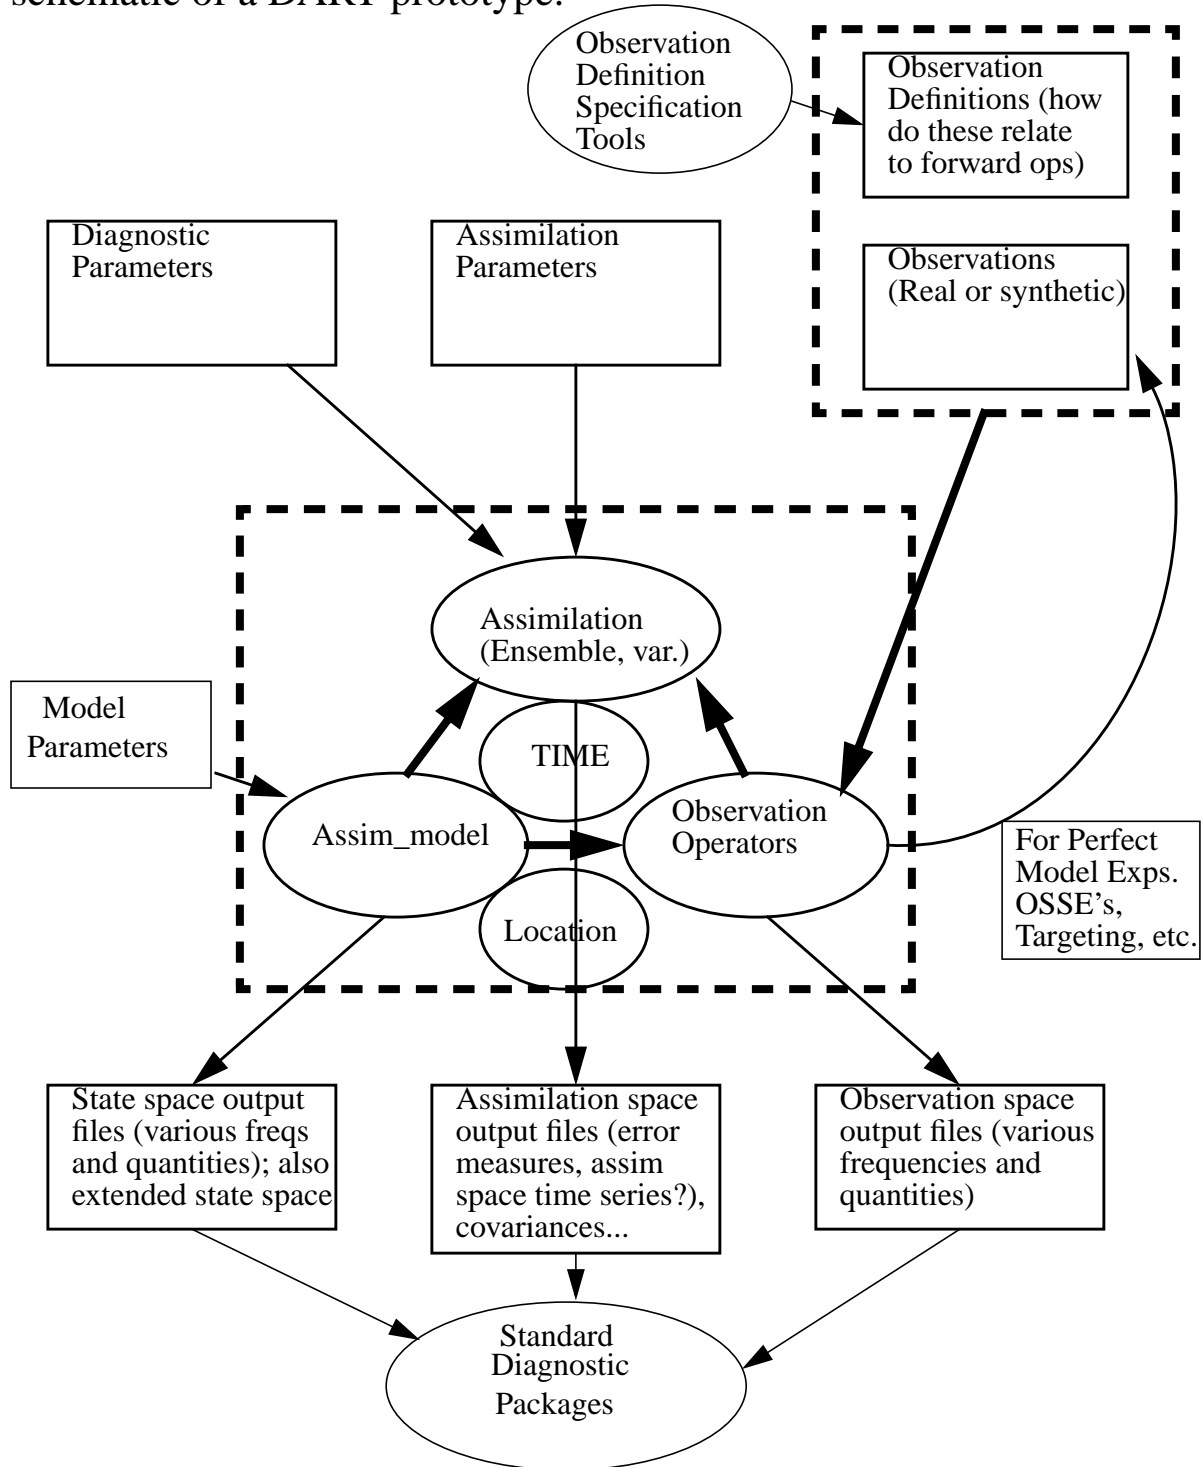 schematic of a DART prototype.
Observation
Definition
Specification
Tools
Observation
Definitions (how
do these relate
to forward ops)
Diagnostic
Parameters
Assimilation
Parameters
Observations
(Real or synthetic)
Assimilation
(Ensemble, var.)
Model
Parameters
TIME
Assim_model
Observation
Operators
For Perfect
Model Exps.
OSSE's,
Targeting, etc.
Location
State space output
files (various freqs
and quantities); also
extended state space
Assimilation space
output files (error
measures, assim
space time series?),
covariances...
Observation space
output files (various
frequencies and
quantities)
Standard
Diagnostic
Packages